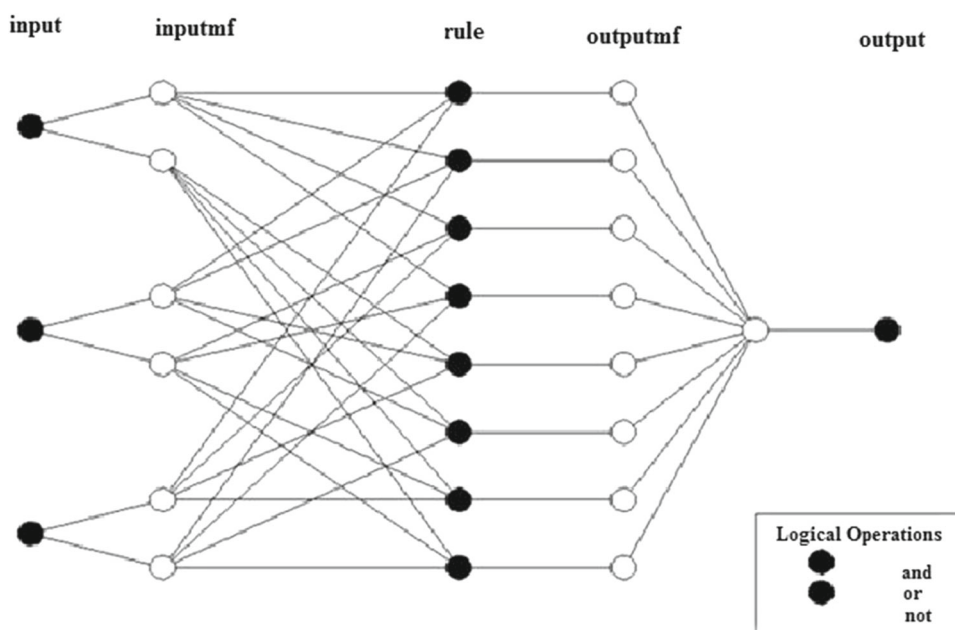 input
inputmf
rule
outputmf
output
Logical Operations
and
or
not